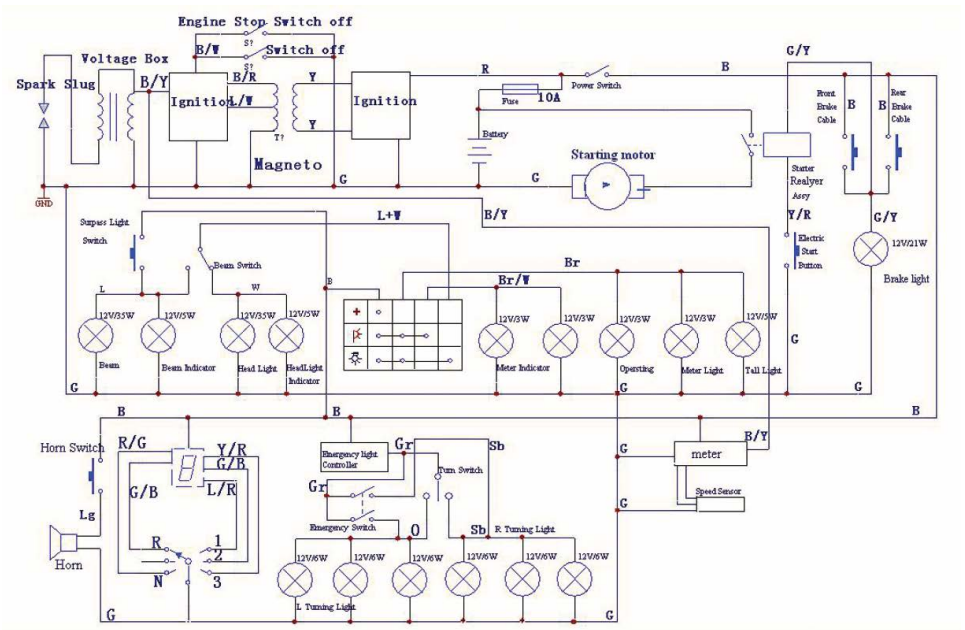 Engine Stop Switch off
S?
B/W
Switch off
S?
G/Y
Voltage Box
Spark Slug
B/Y
B/R
L/W
Y
Y
Ignition
Ignition
T?
Magneto
R
Power Switch
B
Fuse
10A
Battery
Front
Brake
Cable
B
B
Rear
Brake
Cable
Starting motor
G
G
GND
Starter
Realyer
Assy
Y/R
Electric
Start
Button
G/Y
12V/21W
Brake light
L+W
B/Y
Surpass Light
Switch
Beam Switch
B
Br
Br/W
L
W
12V/35W
12V/5W
12V/35W
12V/5W
12V/3W
12V/3W
12V/3W
12V/3W
12V/5W
Beam
Beam Indicator
Head Light
HeadLight
Indicator
Meter Indicator
Operating
Meter Light
Tall Light
G
G
G
G
B
B
B
Horn Switch
R/G
Y/R
G/B
G/B
L/R
Lg
Horn
R
N
1
2
3
Emergency light
Controller
Gr
Gr
Sb
Turn Switch
Emergency Switch
O
Sb
R Tuning Light
12V/6W
12V/6W
12V/6W
12V/6W
12V/6W
12V/6W
L Tuning Light
G
G
G
G
B/Y
meter
Speed Sensor